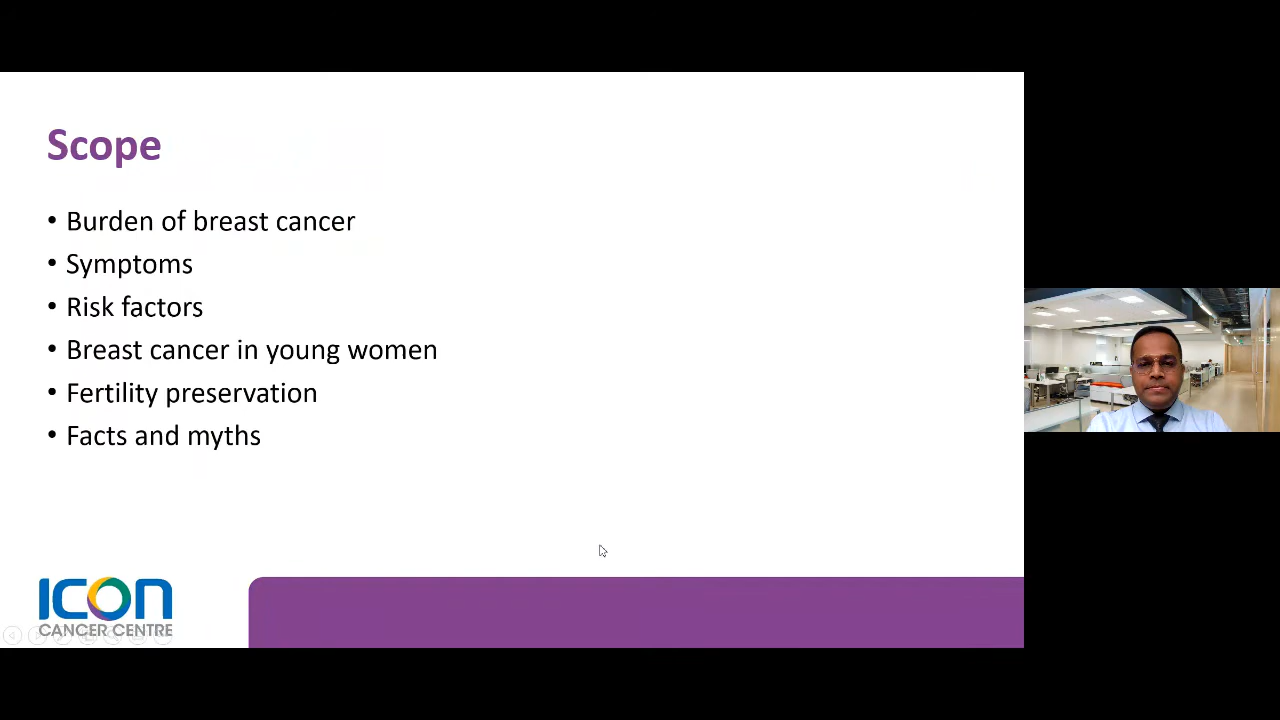 Scope
• Burden of breast cancer
• Symptoms
• Risk factors
• Breast cancer in young women
• Fertility preservation
• Facts and myths
ICON
CANCER CENTRE